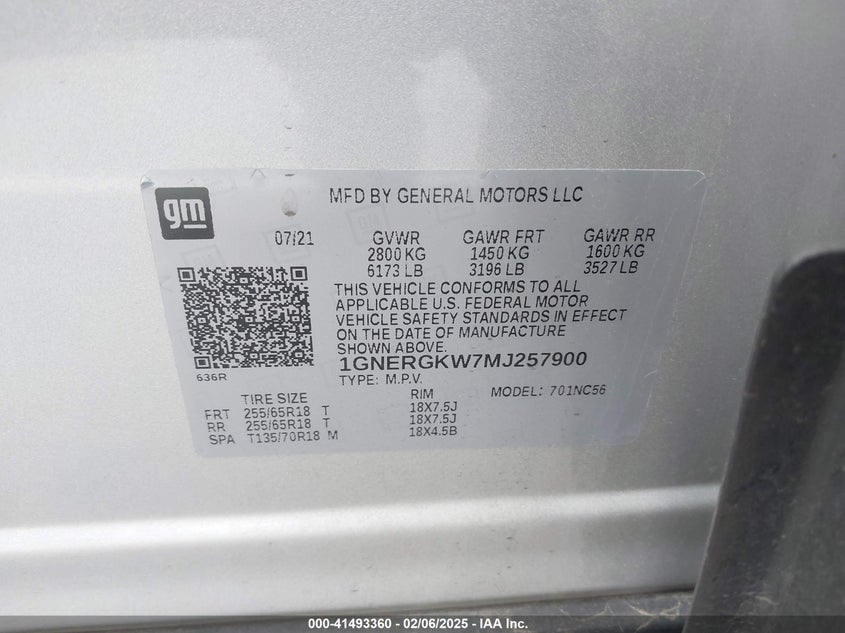 gm
MFD BY GENERAL MOTORS LLC
07/21 GVWR GAWR FRT GAWR RR
2800 KG 1450 KG 1600 KG
6173 LB 3196 LB 3527 LB
THIS VEHICLE CONFORMS TO ALL
APPLICABLE U.S. FEDERAL MOTOR
VEHICLE SAFETY STANDARDS IN EFFECT
ON THE DATE OF MANUFACTURE
SHOWN ABOVE.
1GNERGKW7MJ257900
636R TYPE: M.P.V. MODEL: 701NC56
TIRE SIZE RIM
FRT 255/65R18 T 18X7.5J
RR 255/65R18 T 18X7.5J
SPA T135/70R18 M 18X4.5B
000-41493360 - 02/06/2025 - IAA Inc.